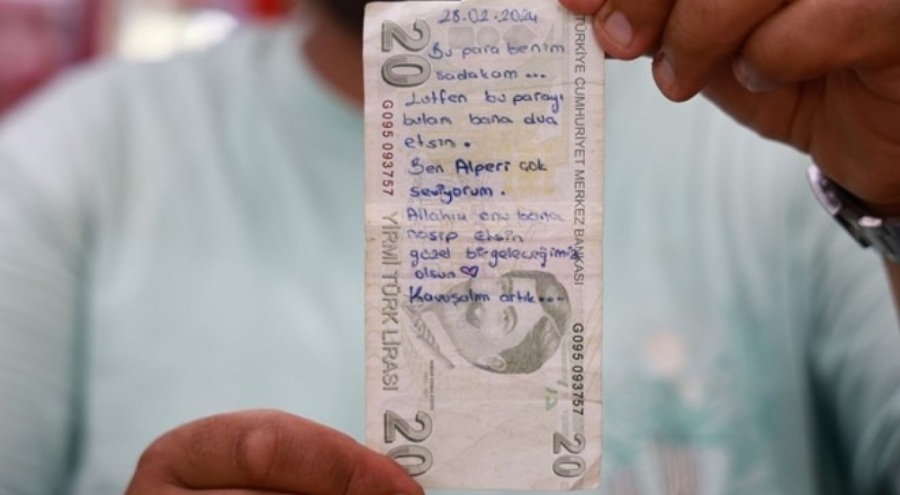 28.02.2024
Bu para benim
sadakam ...
Lutfen bu parayı
bulan bana dua
etsin.
Ben Alperi çok
seviyorum.
Allahım onu bana
nasip etsin
güzel bir geleceğimiz
olsun ♡
Kavuşalım artık...
20
G095 093757
YİRMİ TÜRK LİRASI
20
TÜRKİYE CUMHURİYET MERKEZ BANKASI
G095 093757
20